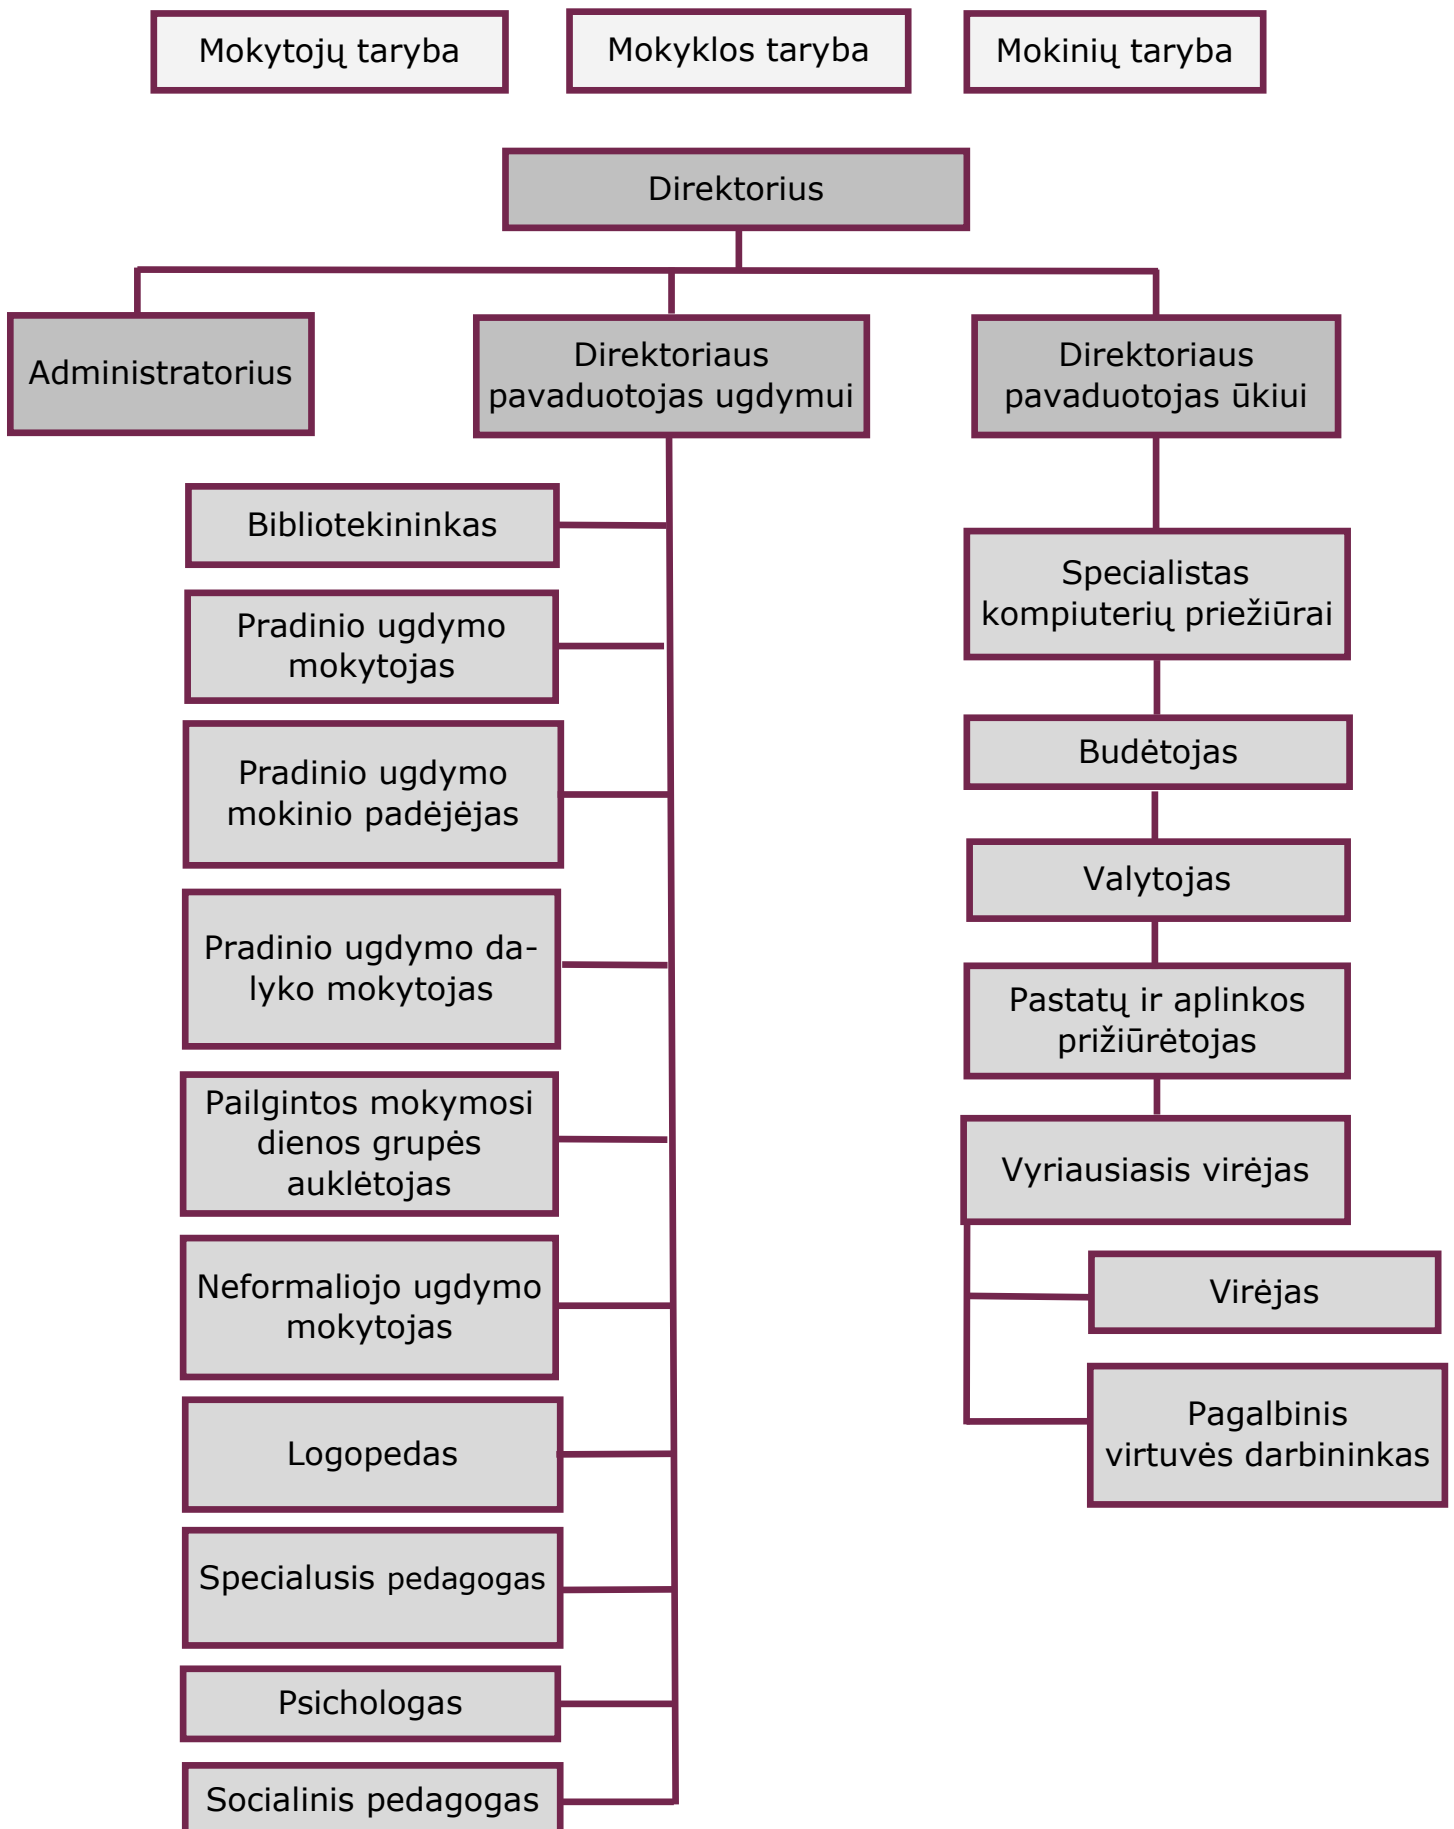 Mokytojų taryba
Mokyklos taryba
Mokinių taryba
Direktorius
Administratorius
Direktoriaus
pavaduotojas ugdymui
Direktoriaus
pavaduotojas ūkiui
Bibliotekininkas
Pradinio ugdymo
mokytojas
Pradinio ugdymo
mokinio padėjėjas
Pradinio ugdymo da-
lyko mokytojas
Pailgintos mokymosi
dienos grupės
auklėtojas
Neformaliojo ugdymo
mokytojas
Logopedas
Specialusis pedagogas
Psichologas
Socialinis pedagogas
Specialistas
kompiuterių priežiūrai
Budėtojas
Valytojas
Pastatų ir aplinkos
prižiūrėtojas
Vyriausiasis virėjas
Virėjas
Pagalbinis
virtuvės darbininkas